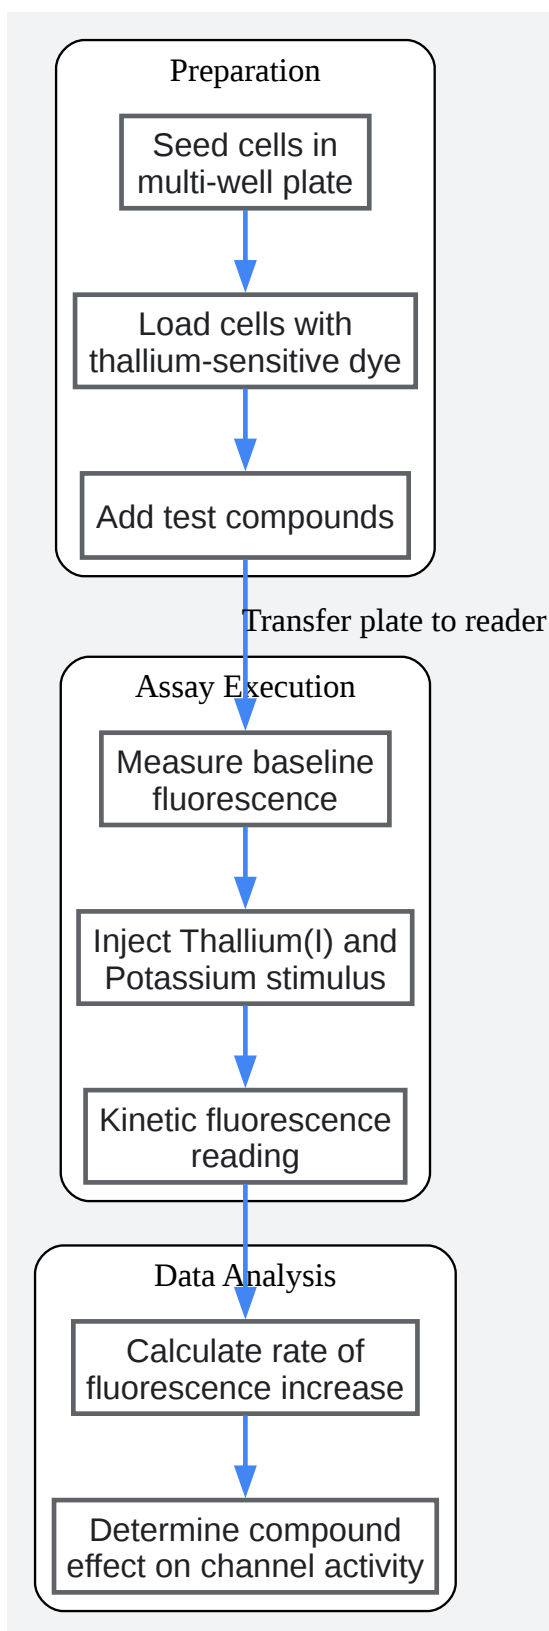 Preparation
Seed cells in
multi-well plate
Load cells with
thallium-sensitive dye
Add test compounds
Transfer plate to reader
Assay Execution
Measure baseline
fluorescence
Inject Thallium(I) and
Potassium stimulus
Kinetic fluorescence
reading
Data Analysis
Calculate rate of
fluorescence increase
Determine compound
effect on channel activity